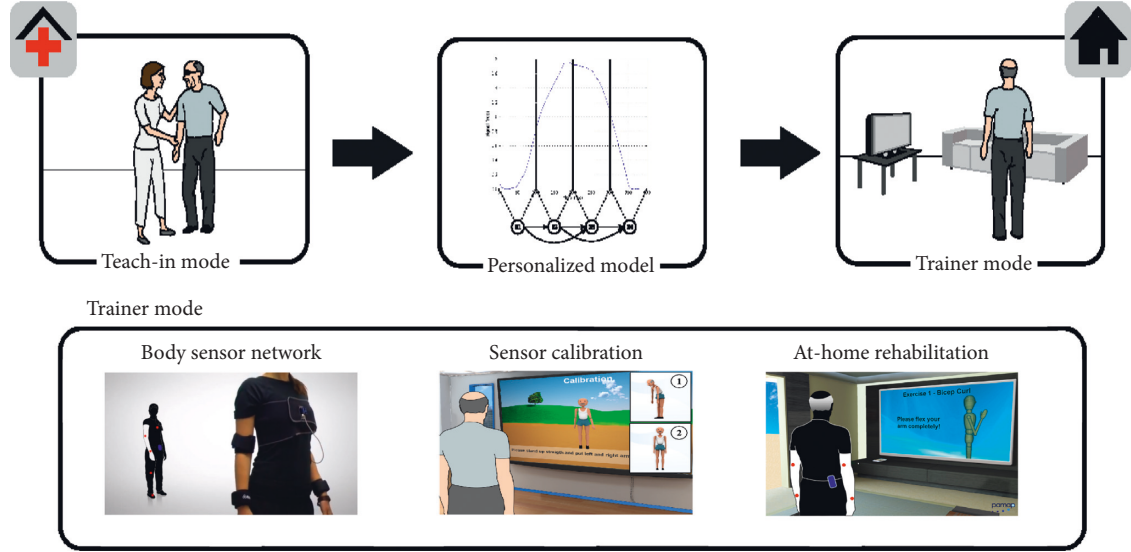 Teach-in mode
Personalized model
Trainer mode
Trainer mode
Body sensor network
Sensor calibration
At-home rehabilitation
Calibration
1
2
Exercise 1 - Bicep Curl
Please flex your
arm completely!
pamap